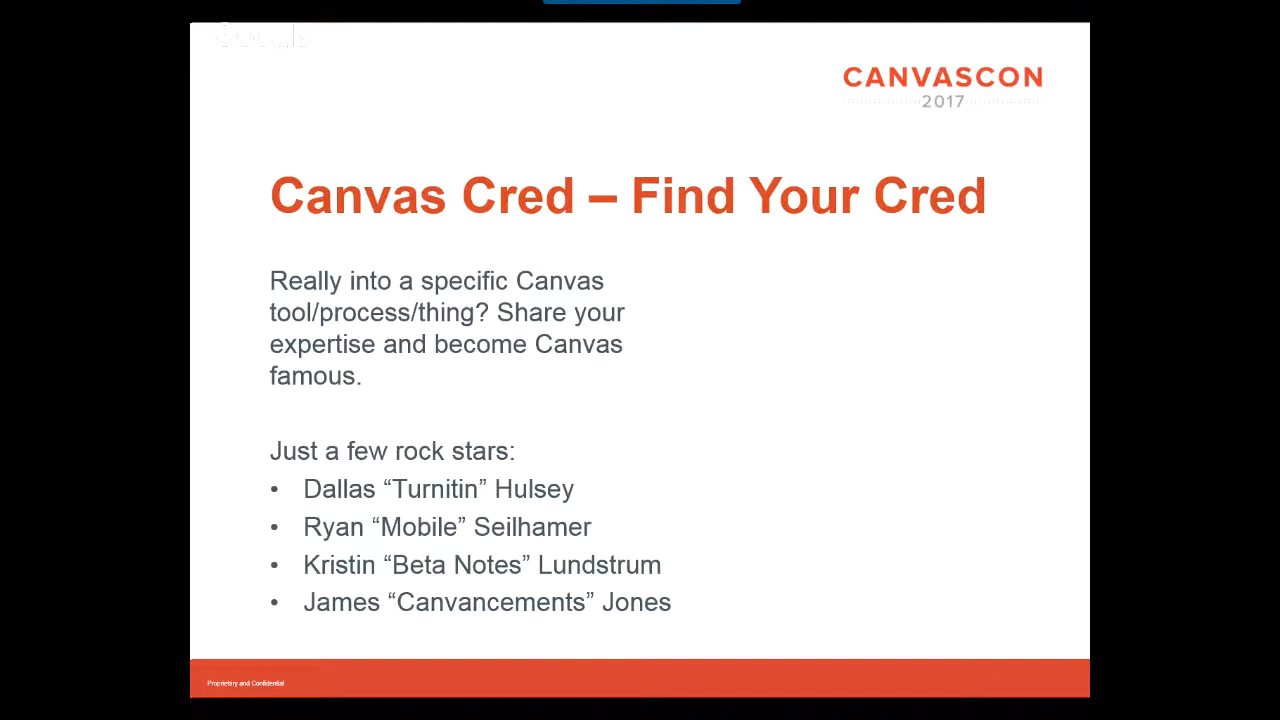 CANVASCON
2017
Canvas Cred – Find Your Cred
Really into a specific Canvas
tool/process/thing? Share your
expertise and become Canvas
famous.
Just a few rock stars:
• Dallas “Turnitin” Hulsey
• Ryan “Mobile” Seilhamer
• Kristin “Beta Notes” Lundstrum
• James “Canvancements” Jones
Proprietary and Confidential